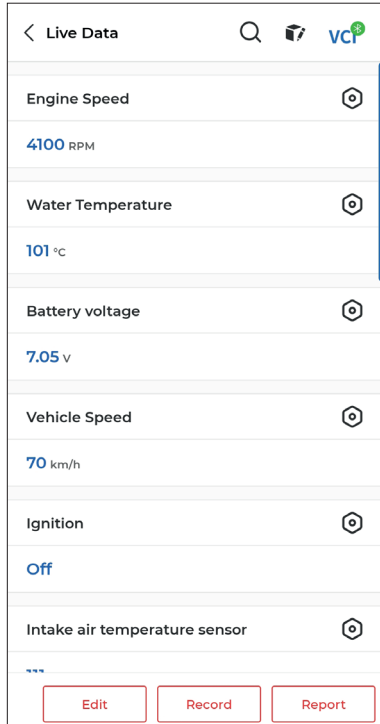 Live Data
VCI
Engine Speed
4100 RPM
Water Temperature
101 °C
Battery voltage
7.05 V
Vehicle Speed
70 km/h
Ignition
Off
Intake air temperature sensor
Edit
Record
Report